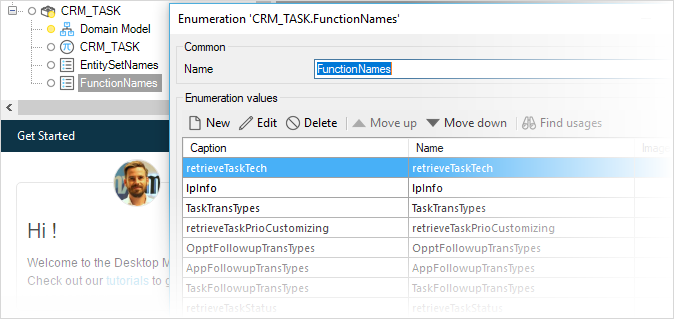 CRM_TASK
Domain Model
CRM_TASK
EntitySetNames
FunctionNames
Get Started
Hi !
Welcome to the Desktop M
Check out our tutorials to g
Enumeration 'CRM_TASK.FunctionNames'
Common
Name FunctionNames
Enumeration values
New Edit Delete Move up Move down Find usages
Caption Name Image
retrieveTaskTech retrieveTaskTech
IpInfo IpInfo
TaskTransTypes TaskTransTypes
retrieveTaskPrioCustomizing retrieveTaskPrioCustomizing
OpptFollowupTransTypes OpptFollowupTransTypes
AppFollowupTransTypes AppFollowupTransTypes
TaskFollowupTransTypes TaskFollowupTransTypes
retrieveTaskStatus retrieveTaskStatus